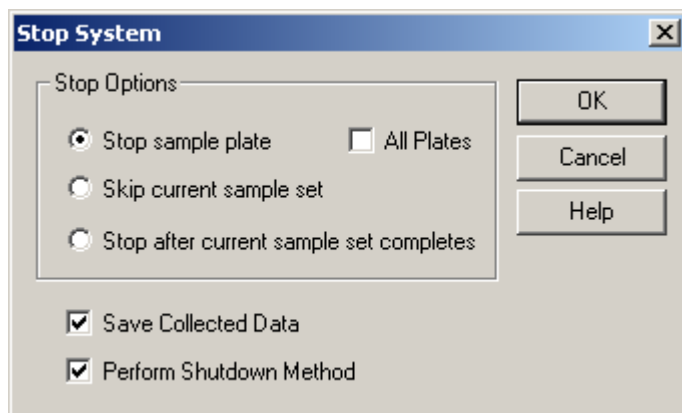 Stop System
Stop Options
Stop sample plate All Plates
Skip current sample set
Stop after current sample set completes
OK
Cancel
Help
Save Collected Data
Perform Shutdown Method